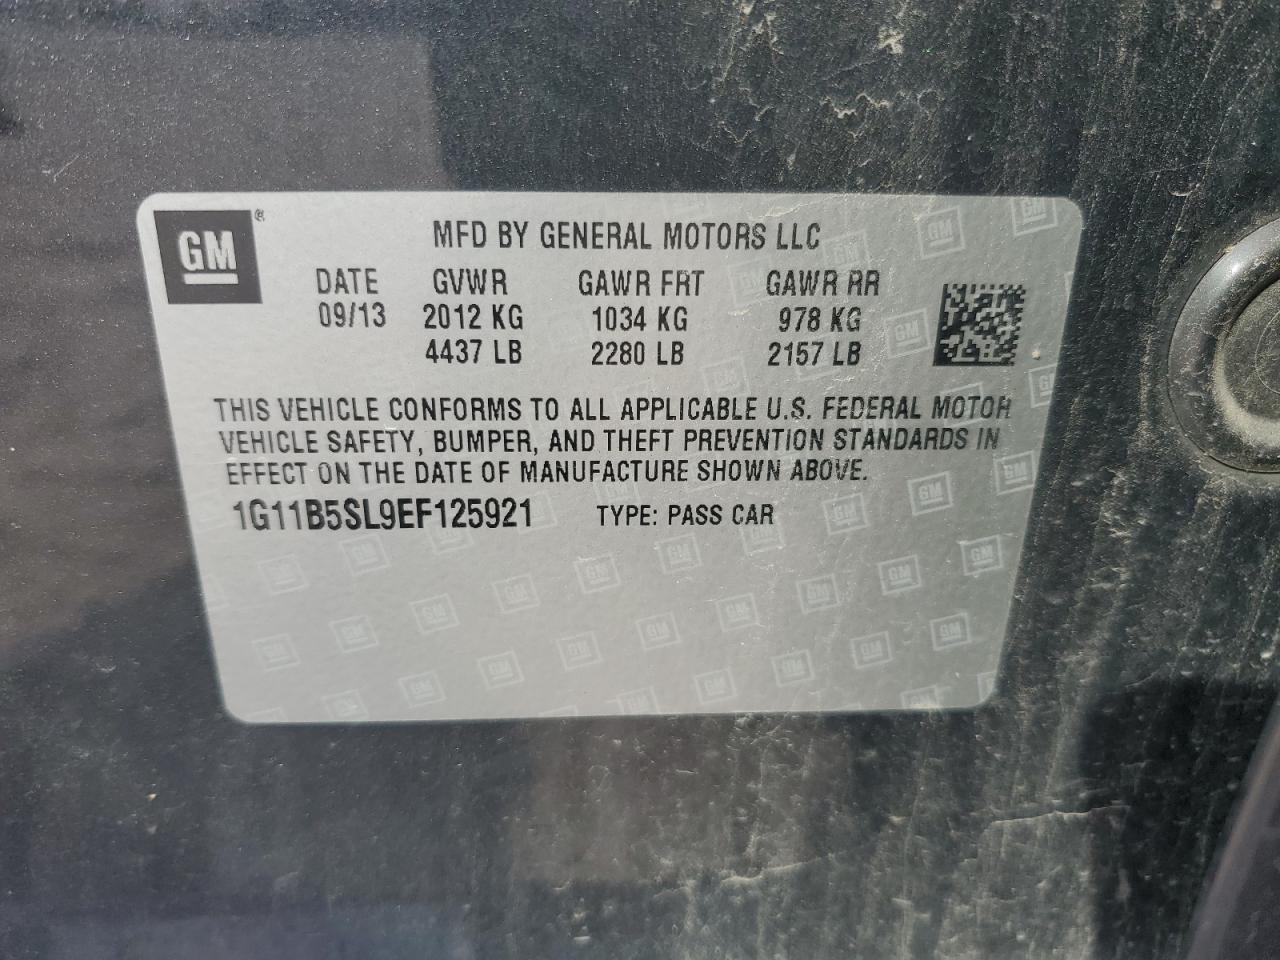 GM ®
MFD BY GENERAL MOTORS LLC
DATE GVWR GAWR FRT GAWR RR
09/13 2012 KG 1034 KG 978 KG
4437 LB 2280 LB 2157 LB
THIS VEHICLE CONFORMS TO ALL APPLICABLE U.S. FEDERAL MOTOR
VEHICLE SAFETY, BUMPER, AND THEFT PREVENTION STANDARDS IN
EFFECT ON THE DATE OF MANUFACTURE SHOWN ABOVE.
1G11B5SL9EF125921 TYPE: PASS CAR